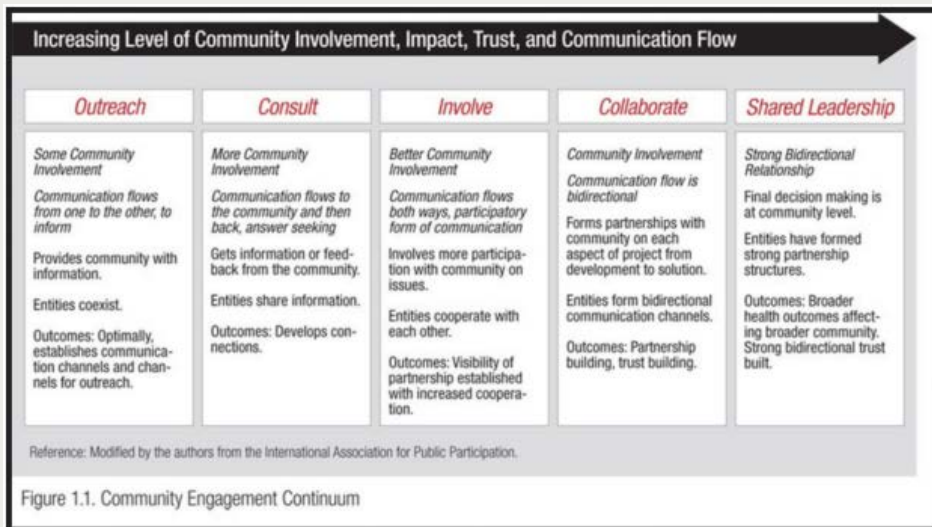 Increasing Level of Community Involvement, Impact, Trust, and Communication Flow
Outreach
Some Community
Involvement
Communication flows
from one to the other, to
inform
Provides community with
information.
Entities coexist.
Outcomes: Optimally,
establishes communica-
tion channels and chan-
nels for outreach.
Consult
More Community
Involvement
Communication flows to
the community and then
back, answer seeking
Gets information or feed-
back from the community.
Entities share information.
Outcomes: Develops con-
nections.
Involve
Better Community
Involvement
Communication flows
both ways, participatory
form of communication
Involves more participa-
tion with community on
issues.
Entities cooperate with
each other.
Outcomes: Visibility of
partnership established
with increased coopera-
tion.
Collaborate
Community Involvement
Communication flow is
bidirectional
Forms partnerships with
community on each
aspect of project from
development to solution.
Entities form bidirectional
communication channels.
Outcomes: Partnership
building, trust building.
Shared Leadership
Strong Bidirectional
Relationship
Final decision making is
at community level.
Entities have formed
strong partnership
structures.
Outcomes: Broader
health outcomes affect-
ing broader community.
Strong bidirectional trust
built.
Reference: Modified by the authors from the International Association for Public Participation.
Figure 1.1. Community Engagement Continuum